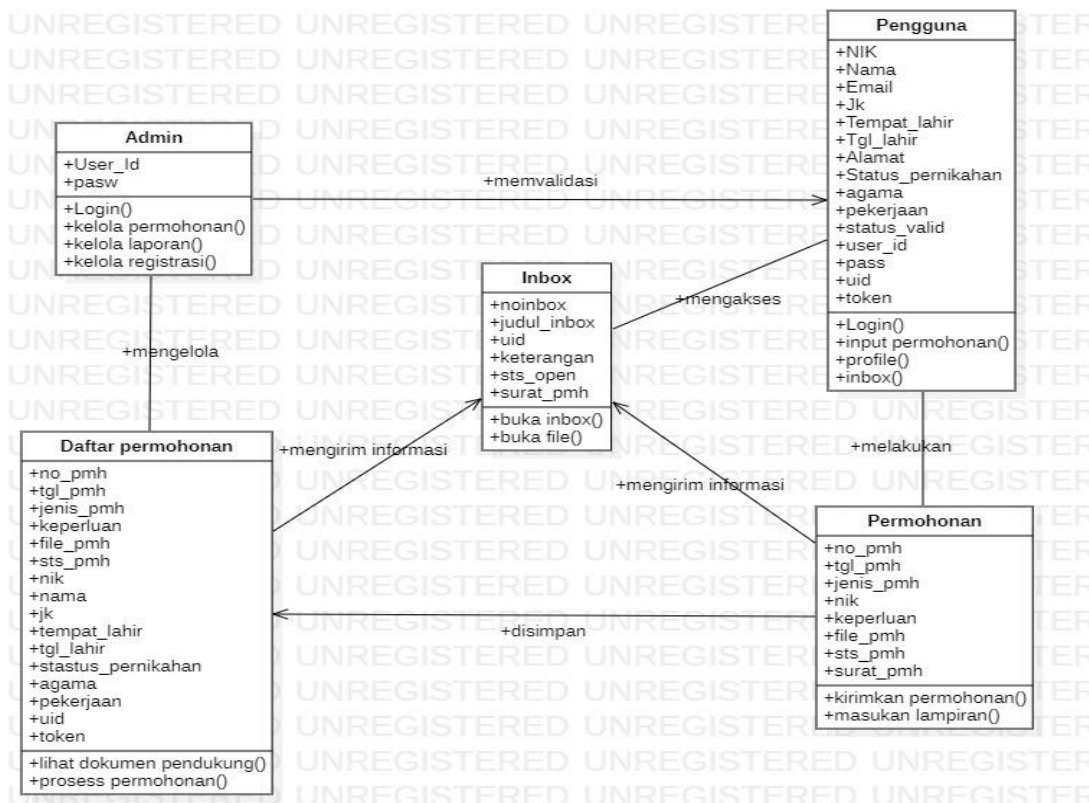 Pengguna
+NIK
+Nama
+Email
+Jk
+Tempat_lahir
+Tgl_lahir
+Alamat
+Status_pernikahan
+agama
+pekerjaan
+status_valid
+user_id
+pass
+uid
+token
+Login()
+input permohonan()
+profile()
+inbox()
Admin
+User_Id
+pasw
+Login()
+kelola permohonan()
+kelola laporan()
+kelola registrasi()
+memvalidasi
Inbox
+noinbox
+judul_inbox
+uid
+keterangan
+sts_open
+surat_pmh
+buka inbox()
+buka file()
+mengakses
+mengelola
+mengirim informasi
+mengirim informasi
+melakukan
Daftar permohonan
+no_pmh
+tgl_pmh
+jenis_pmh
+keperluan
+file_pmh
+sts_pmh
+nik
+nama
+jk
+tempat_lahir
+tgl_lahir
+stastus_pernikahan
+agama
+pekerjaan
+uid
+token
+lihat dokumen pendukung()
+prosess permohonan()
+disimpan
Permohonan
+no_pmh
+tgl_pmh
+jenis_pmh
+nik
+keperluan
+file_pmh
+sts_pmh
+surat_pmh
+kirimkan permohonan()
+masukan lampiran()
UNREGISTERED